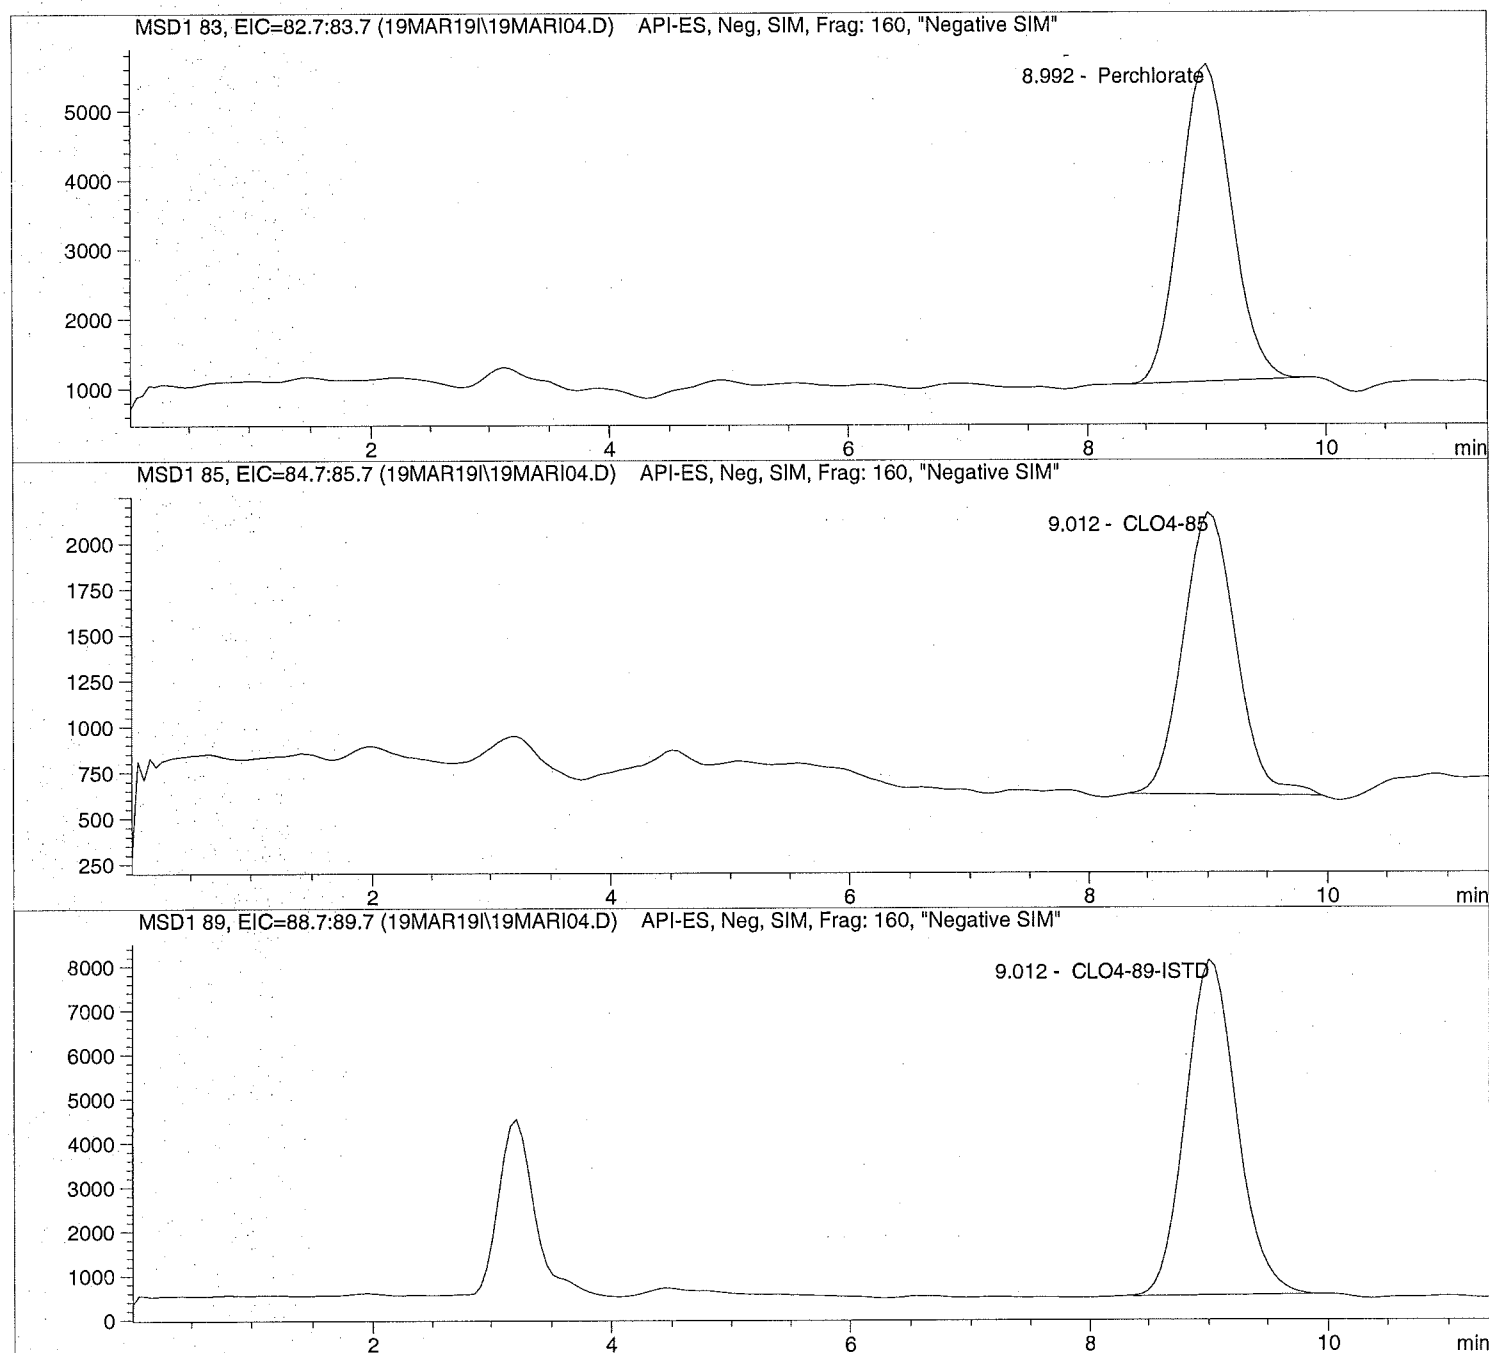 MSD1 83, EIC=82.7:83.7 (19MAR19I\19MARI04.D) API-ES, Neg, SIM, Frag: 160, "Negative SIM"
8.992 - Perchlorate
5000
4000
3000
2000
1000
2 4 6 8 10 min
MSD1 85, EIC=84.7:85.7 (19MAR19I\19MARI04.D) API-ES, Neg, SIM, Frag: 160, "Negative SIM"
9.012 - CLO4-85
2000
1750
1500
1250
1000
750
500
250
2 4 6 8 10 min
MSD1 89, EIC=88.7:89.7 (19MAR19I\19MARI04.D) API-ES, Neg, SIM, Frag: 160, "Negative SIM"
9.012 - CLO4-89-ISTD
8000
7000
6000
5000
4000
3000
2000
1000
0
2 4 6 8 10 min